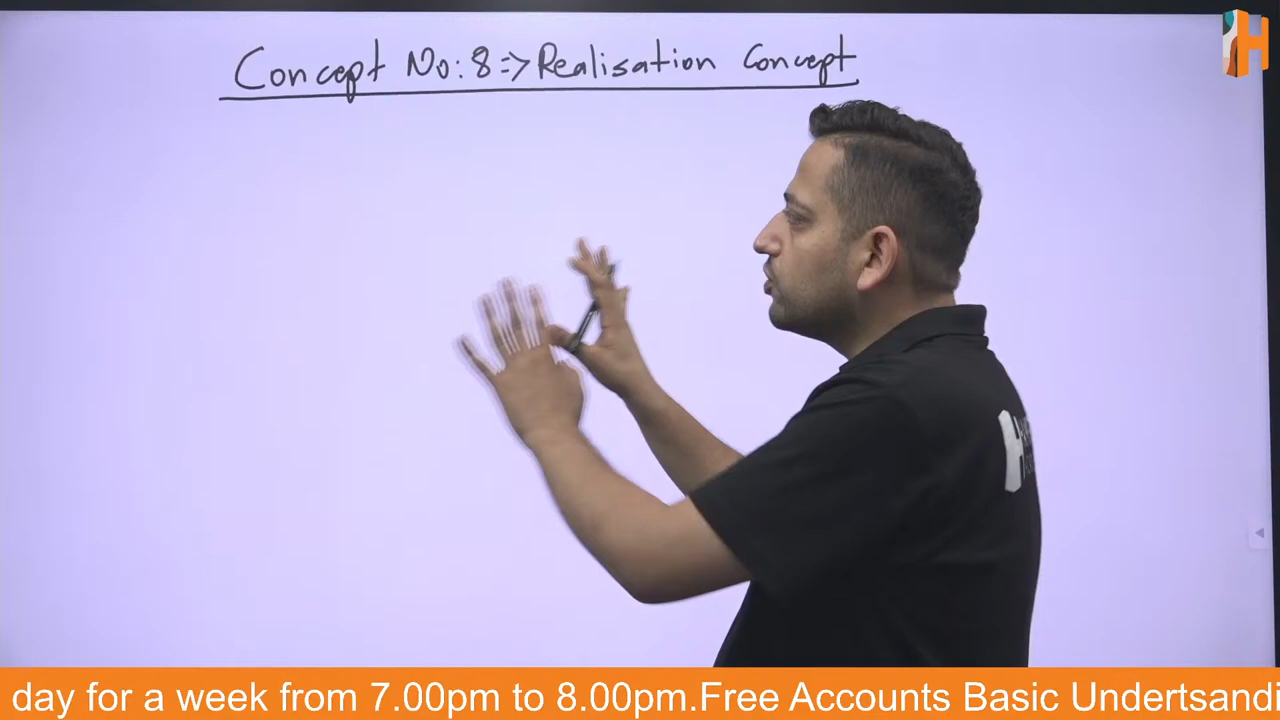 Concept No: 8 => Realisation Concept
H
day for a week from 7.00pm to 8.00pm.Free Accounts Basic Undertsandi